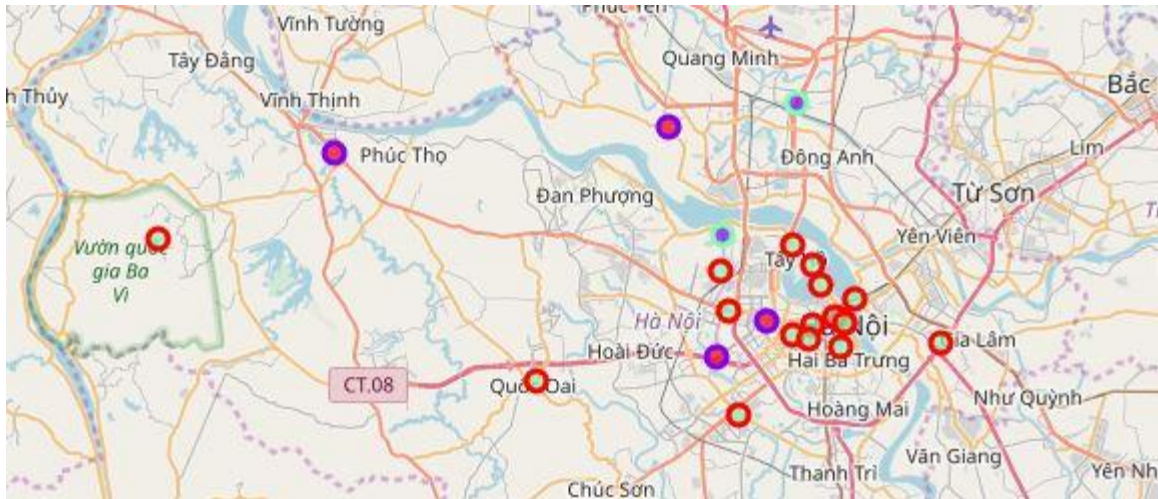 Vĩnh Tường
Quang Minh
Tây Đằng
Bắc
Vĩnh Thịnh
Phúc Thọ
Đông Anh
Lim
Đan Phượng
Từ Sơn
Yên Viên
Vườn quốc
gia Ba
Vì
Tây
Hà Nội
Nội
Hoài Đức
Hai Bà Trưng
CT.08
Hoàng Mai
Như Quỳnh
Văn Giang
Thanh Trì
Chúc Sơn